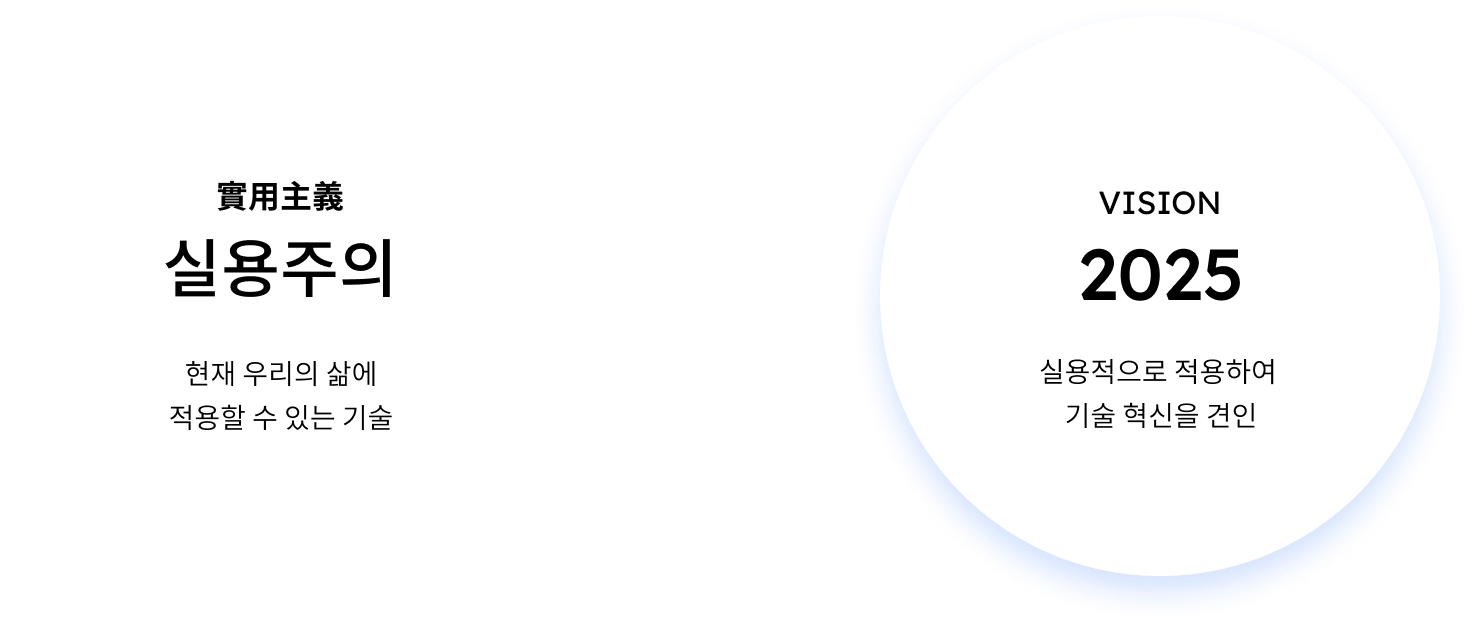 實用主義
실용주의
현재 우리의 삶에
적용할 수 있는 기술
VISION
2025
실용적으로 적용하여
기술 혁신을 견인